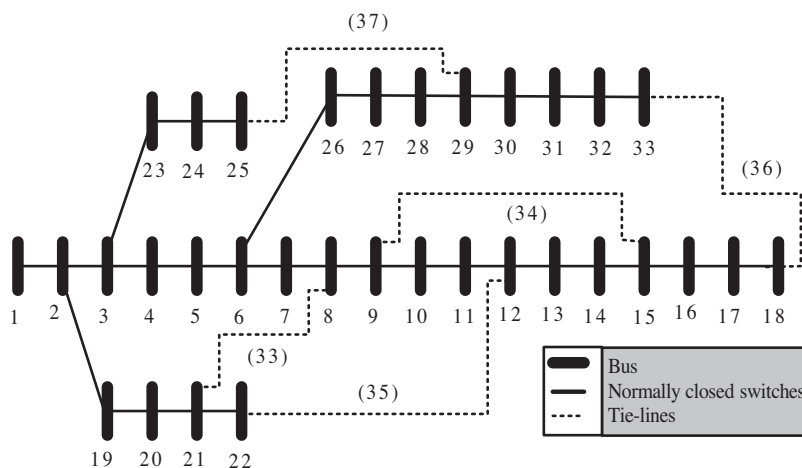 (37)
26 27 28 29 30 31 32 33
23 24 25
(36)
(34)
1 2 3 4 5 6 7 8 9 10 11 12 13 14 15 16 17 18
(33)
(35)
19 20 21 22
Bus
Normally closed switches
Tie-lines